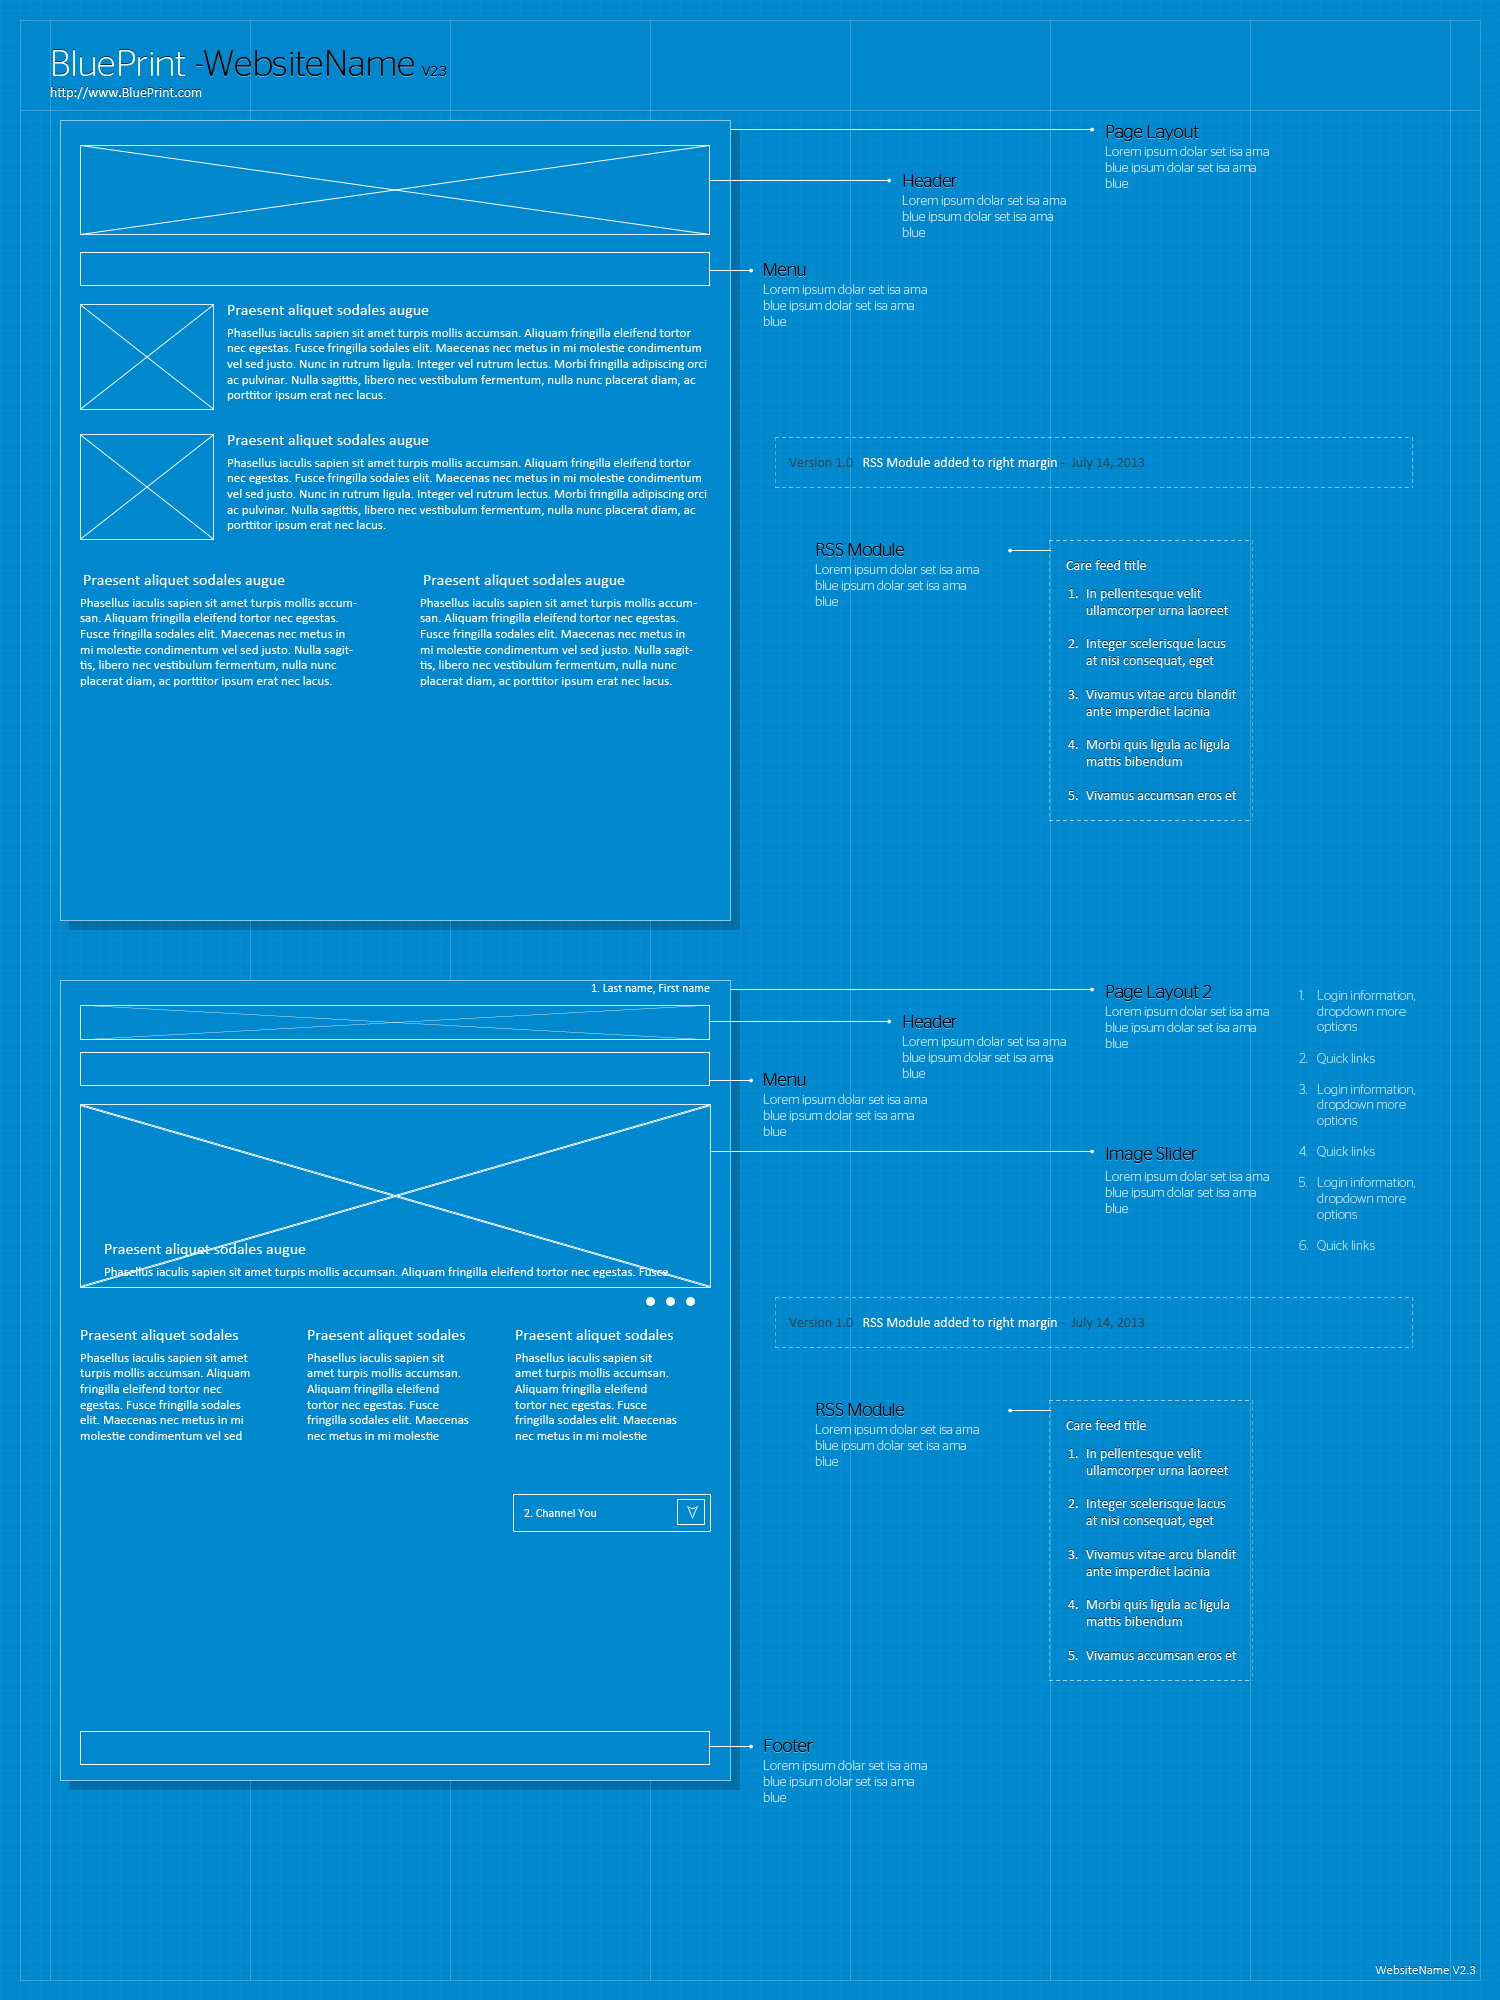 BluePrint -WebsiteName V2.3
http://www.BluePrint.com
Page Layout
Lorem ipsum dolar set isa ama
blue ipsum dolar set isa ama
blue
Header
Lorem ipsum dolar set isa ama
blue ipsum dolar set isa ama
blue
Menu
Lorem ipsum dolar set isa ama
blue ipsum dolar set isa ama
blue
Praesent aliquet sodales augue
Phasellus iaculis sapien sit amet turpis mollis accumsan. Aliquam fringilla eleifend tortor
nec egestas. Fusce fringilla sodales elit. Maecenas nec metus in mi molestie condimentum
vel sed justo. Nunc in rutrum ligula. Integer vel rutrum lectus. Morbi fringilla adipiscing orci
ac pulvinar. Nulla sagittis, libero nec vestibulum fermentum, nulla nunc placerat diam, ac
porttitor ipsum erat nec lacus.
Praesent aliquet sodales augue
Phasellus iaculis sapien sit amet turpis mollis accumsan. Aliquam fringilla eleifend tortor
nec egestas. Fusce fringilla sodales elit. Maecenas nec metus in mi molestie condimentum
vel sed justo. Nunc in rutrum ligula. Integer vel rutrum lectus. Morbi fringilla adipiscing orci
ac pulvinar. Nulla sagittis, libero nec vestibulum fermentum, nulla nunc placerat diam, ac
porttitor ipsum erat nec lacus.
Praesent aliquet sodales augue
Phasellus iaculis sapien sit amet turpis mollis accum-
san. Aliquam fringilla eleifend tortor nec egestas.
Fusce fringilla sodales elit. Maecenas nec metus in
mi molestie condimentum vel sed justo. Nulla sagit-
tis, libero nec vestibulum fermentum, nulla nunc
placerat diam, ac porttitor ipsum erat nec lacus.
Praesent aliquet sodales augue
Phasellus iaculis sapien sit amet turpis mollis accum-
san. Aliquam fringilla eleifend tortor nec egestas.
Fusce fringilla sodales elit. Maecenas nec metus in
mi molestie condimentum vel sed justo. Nulla sagit-
tis, libero nec vestibulum fermentum, nulla nunc
placerat diam, ac porttitor ipsum erat nec lacus.
Version 1.0 RSS Module added to right margin - July 14, 2013
RSS Module
Lorem ipsum dolar set isa ama
blue ipsum dolar set isa ama
blue
Care feed title
1. In pellentesque velit
ullamcorper urna laoreet
2. Integer scelerisque lacus
at nisi consequat, eget
3. Vivamus vitae arcu blandit
ante imperdiet lacinia
4. Morbi quis ligula ac ligula
mattis bibendum
5. Vivamus accumsan eros et
1. Last name, First name
Page Layout 2
Lorem ipsum dolar set isa ama
blue ipsum dolar set isa ama
blue
Header
Lorem ipsum dolar set isa ama
blue ipsum dolar set isa ama
blue
Menu
Lorem ipsum dolar set isa ama
blue ipsum dolar set isa ama
blue
Image Slider
Lorem ipsum dolar set isa ama
blue ipsum dolar set isa ama
blue
1. Login information,
dropdown more
options
2. Quick links
3. Login information,
dropdown more
options
4. Quick links
5. Login information,
dropdown more
options
6. Quick links
Praesent aliquet sodales augue
Phasellus iaculis sapien sit amet turpis mollis accumsan. Aliquam fringilla eleifend tortor nec egestas. Fusce
Praesent aliquet sodales
Phasellus iaculis sapien sit amet
turpis mollis accumsan. Aliquam
fringilla eleifend tortor nec
egestas. Fusce fringilla sodales
elit. Maecenas nec metus in mi
molestie condimentum vel sed
Praesent aliquet sodales
Phasellus iaculis sapien sit
amet turpis mollis accumsan.
Aliquam fringilla eleifend
tortor nec egestas. Fusce
fringilla sodales elit. Maecenas
nec metus in mi molestie
Praesent aliquet sodales
Phasellus iaculis sapien sit
amet turpis mollis accumsan.
Aliquam fringilla eleifend
tortor nec egestas. Fusce
fringilla sodales elit. Maecenas
nec metus in mi molestie
2. Channel You
Version 1.0 RSS Module added to right margin - July 14, 2013
RSS Module
Lorem ipsum dolar set isa ama
blue ipsum dolar set isa ama
blue
Care feed title
1. In pellentesque velit
ullamcorper urna laoreet
2. Integer scelerisque lacus
at nisi consequat, eget
3. Vivamus vitae arcu blandit
ante imperdiet lacinia
4. Morbi quis ligula ac ligula
mattis bibendum
5. Vivamus accumsan eros et
Footer
Lorem ipsum dolar set isa ama
blue ipsum dolar set isa ama
blue
WebsiteName V2.3